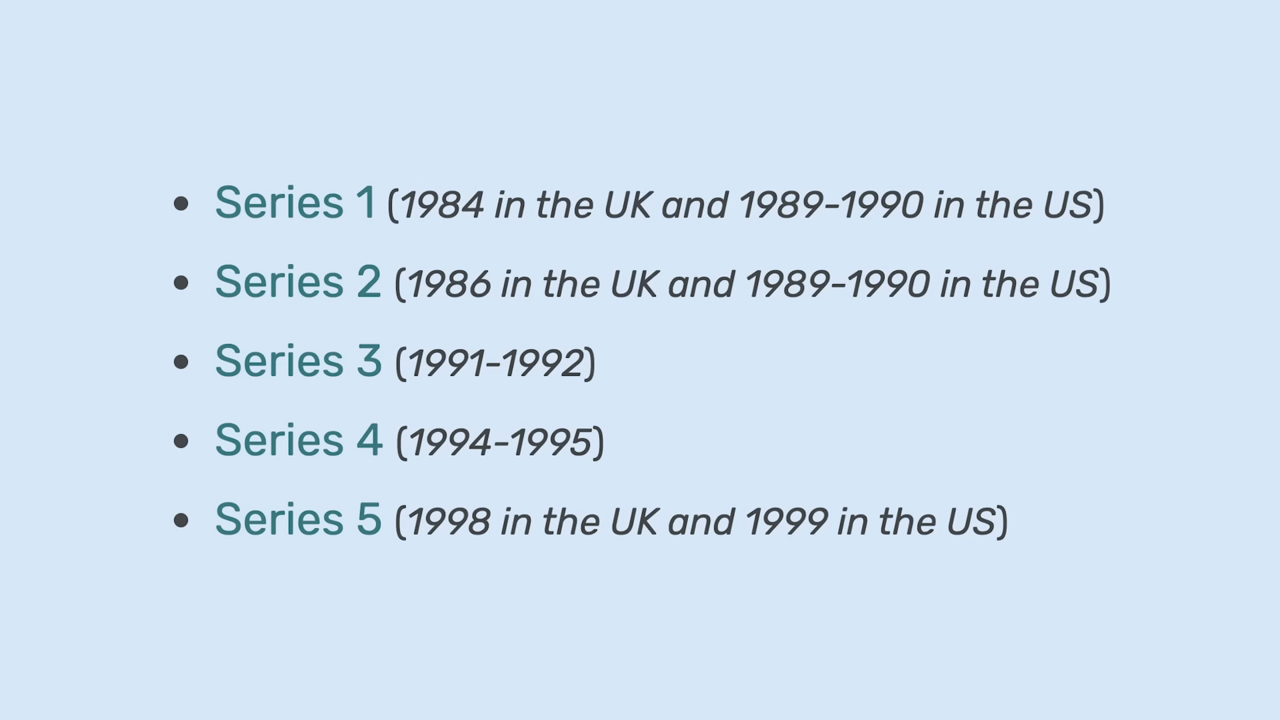 • Series 1 (1984 in the UK and 1989-1990 in the US)
• Series 2 (1986 in the UK and 1989-1990 in the US)
• Series 3 (1991-1992)
• Series 4 (1994-1995)
• Series 5 (1998 in the UK and 1999 in the US)